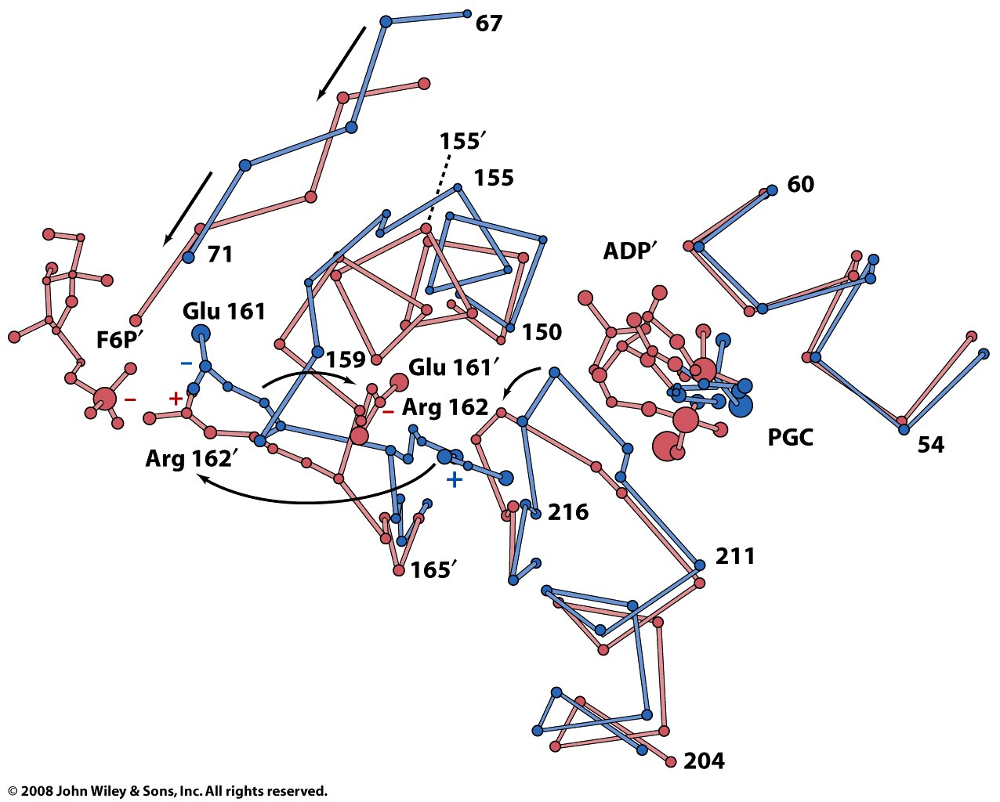 67
155′
155
60
71
ADP′
Glu 161
F6P′
150
159
Glu 161′
−
+
−
−
Arg 162
PGC
54
Arg 162′
+
216
211
165′
204
© 2008 John Wiley & Sons, Inc. All rights reserved.